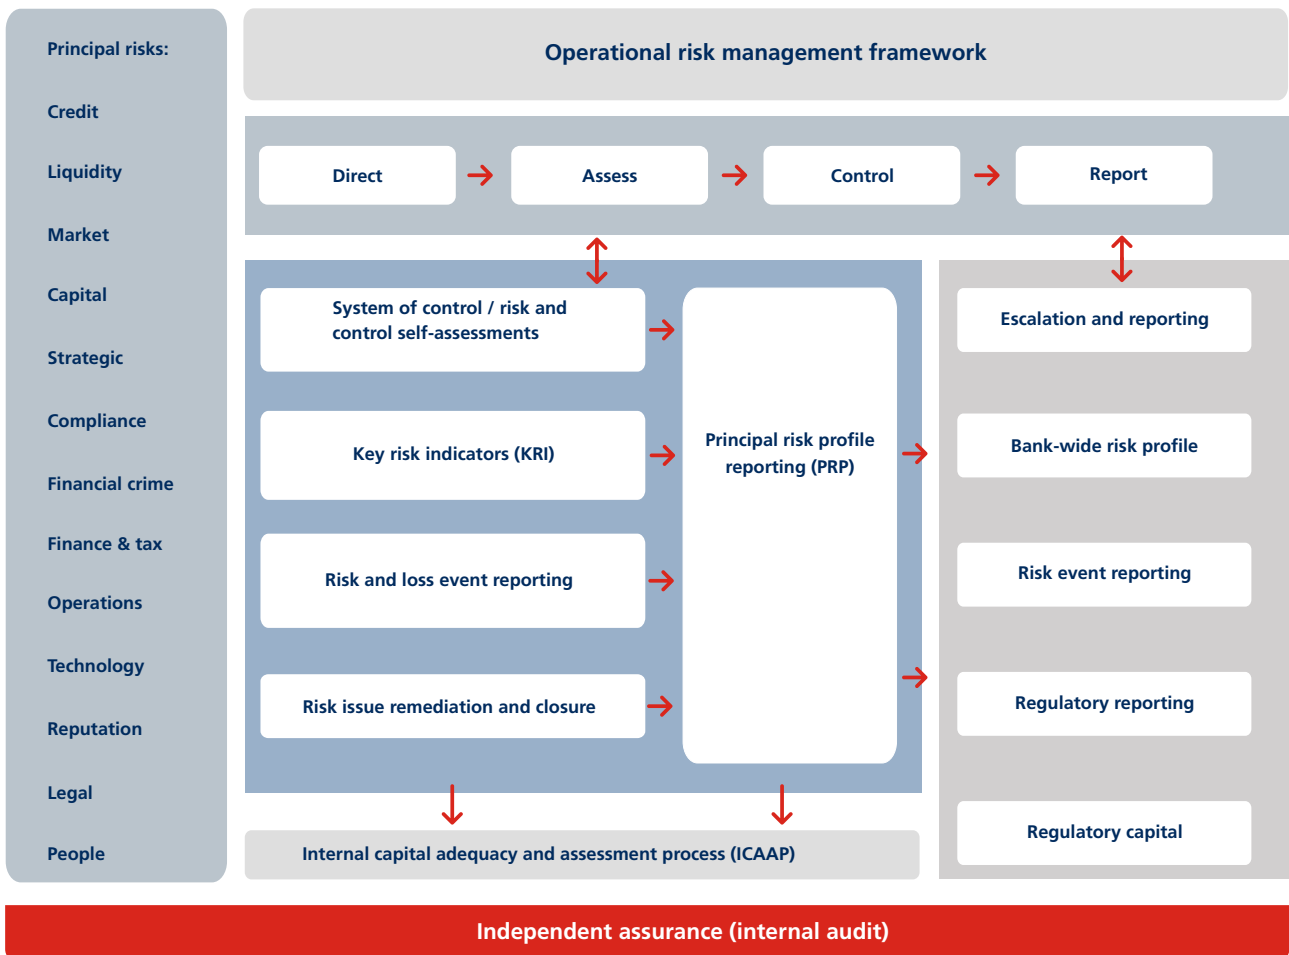 Principal risks:
Credit
Liquidity
Market
Capital
Strategic
Compliance
Financial crime
Finance & tax
Operations
Technology
Reputation
Legal
People
Operational risk management framework
Direct
Assess
Control
Report
System of control / risk and
control self-assessments
Key risk indicators (KRI)
Risk and loss event reporting
Risk issue remediation and closure
Principal risk profile
reporting (PRP)
Escalation and reporting
Bank-wide risk profile
Risk event reporting
Regulatory reporting
Regulatory capital
Internal capital adequacy and assessment process (ICAAP)
Independent assurance (internal audit)